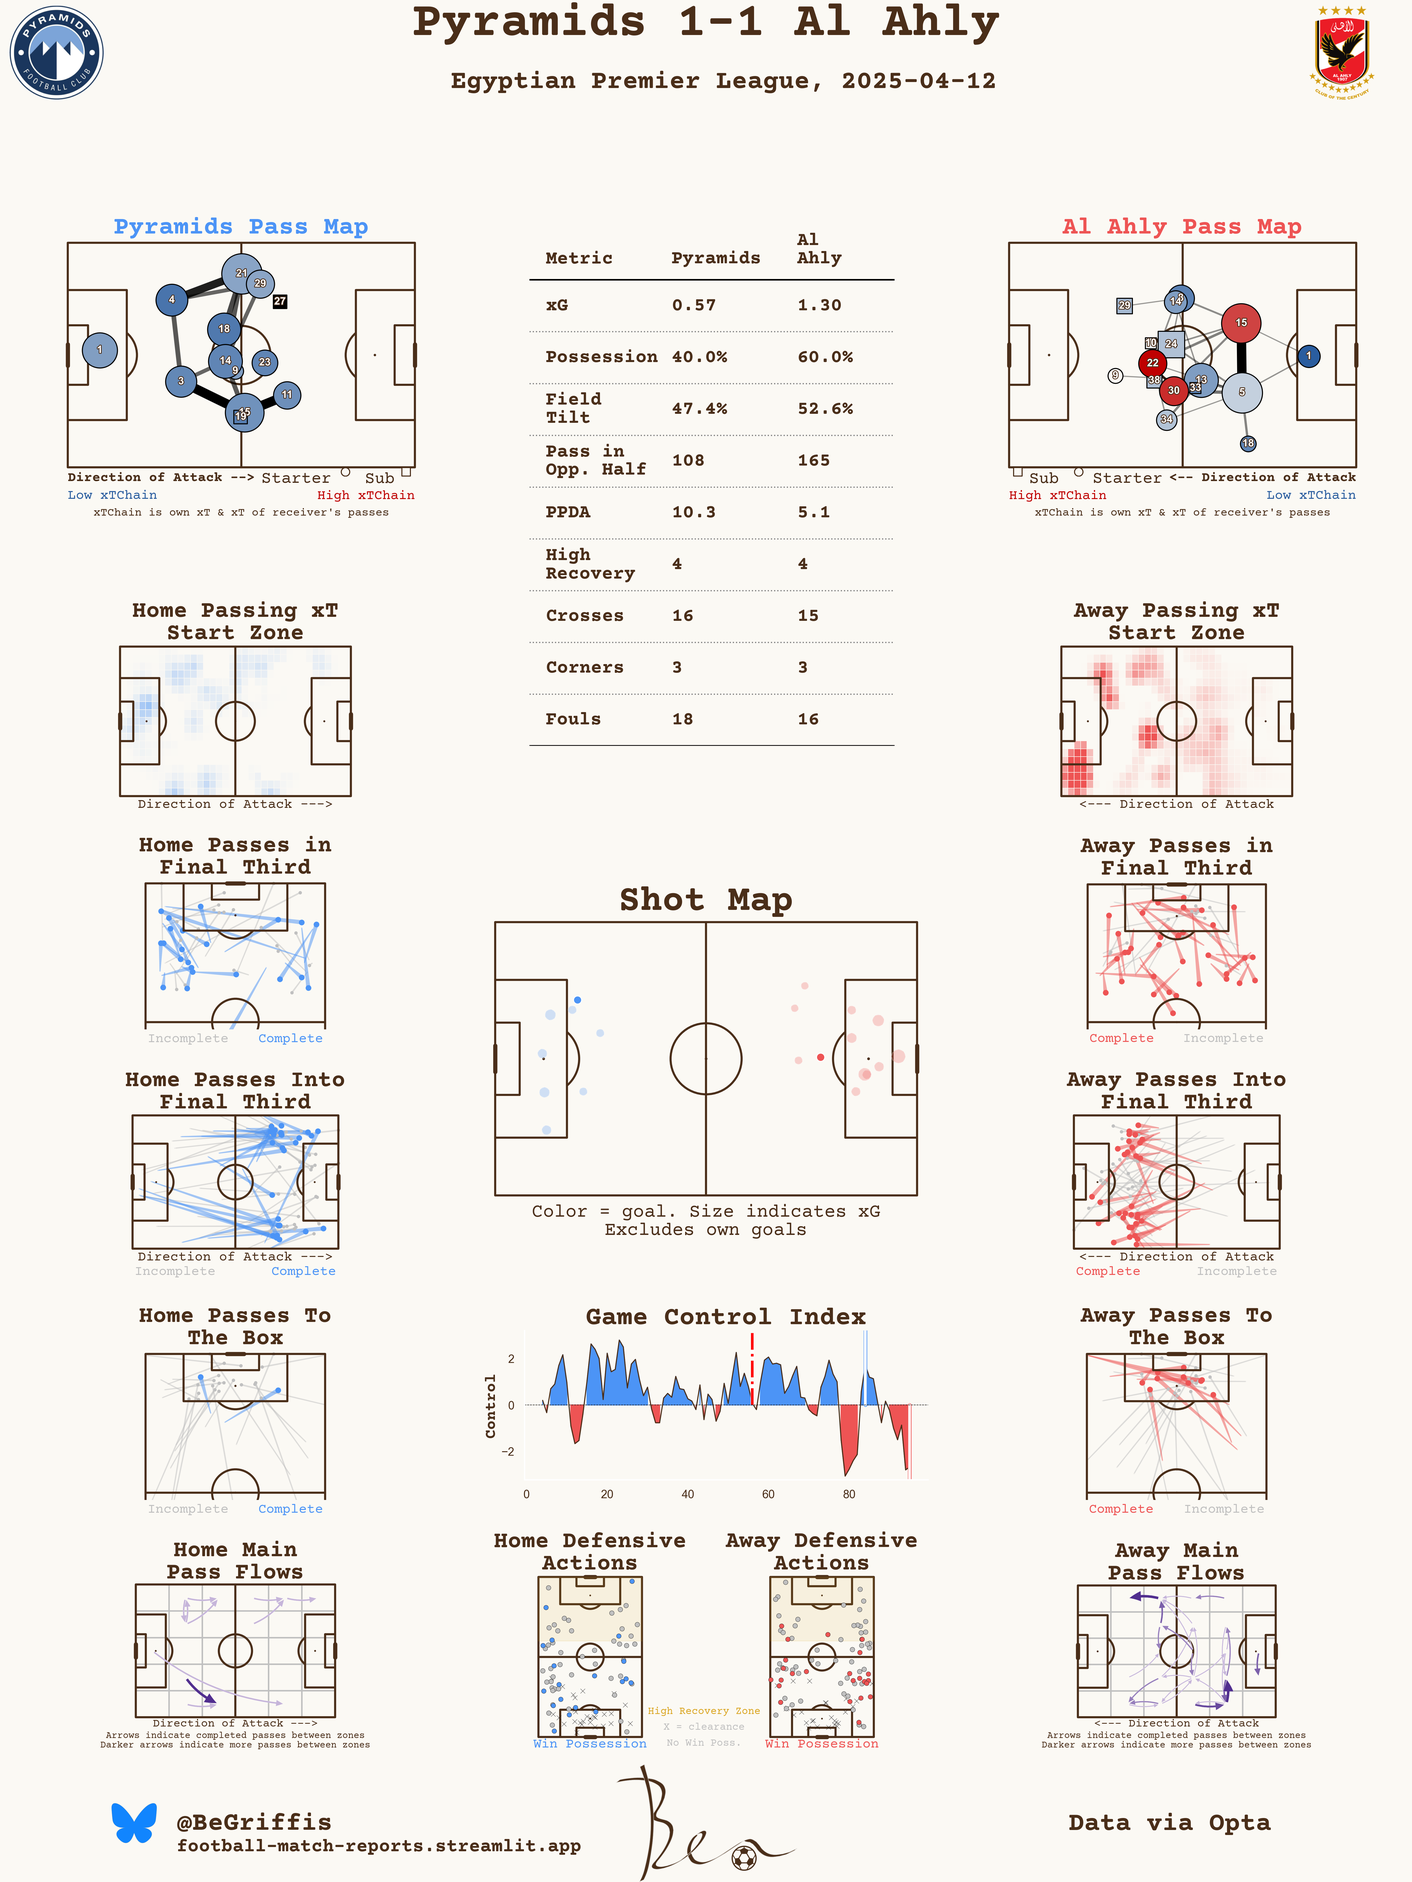 Pyramids 1-1 Al Ahly
Egyptian Premier League, 2025-04-12
PYRAMIDS
FOOTBALL CLUB
الأهلي
AL AHLY
1907
CLUB OF THE CENTURY
Pyramids Pass Map
21
29
27
4
18
1
14
23
9
3
11
15
19
Direction of Attack --> Starter Sub
Low xTChain High xTChain
xTChain is own xT & xT of receiver's passes
Metric Pyramids Al Ahly
xG 0.57 1.30
Possession 40.0% 60.0%
Field Tilt 47.4% 52.6%
Pass in Opp. Half 108 165
PPDA 10.3 5.1
High Recovery 4 4
Crosses 16 15
Corners 3 3
Fouls 18 16
Al Ahly Pass Map
29
14
15
10
24
1
22
9
38
13
33
30
5
34
18
Sub Starter <-- Direction of Attack
High xTChain Low xTChain
xTChain is own xT & xT of receiver's passes
Home Passing xT
Start Zone
Direction of Attack --->
Away Passing xT
Start Zone
<--- Direction of Attack
Home Passes in
Final Third
Incomplete Complete
Away Passes in
Final Third
Complete Incomplete
Shot Map
Color = goal. Size indicates xG
Excludes own goals
Home Passes Into
Final Third
Direction of Attack --->
Incomplete Complete
Away Passes Into
Final Third
<--- Direction of Attack
Complete Incomplete
Home Passes To
The Box
Incomplete Complete
Game Control Index
Control
2
0
−2
0 20 40 60 80
Away Passes To
The Box
Complete Incomplete
Home Main
Pass Flows
Direction of Attack --->
Arrows indicate completed passes between zones
Darker arrows indicate more passes between zones
Home Defensive
Actions
Win Possession
Away Defensive
Actions
Win Possession
High Recovery Zone
X = clearance
No Win Poss.
Away Main
Pass Flows
<--- Direction of Attack
Arrows indicate completed passes between zones
Darker arrows indicate more passes between zones
@BeGriffis
football-match-reports.streamlit.app
Ben
Data via Opta